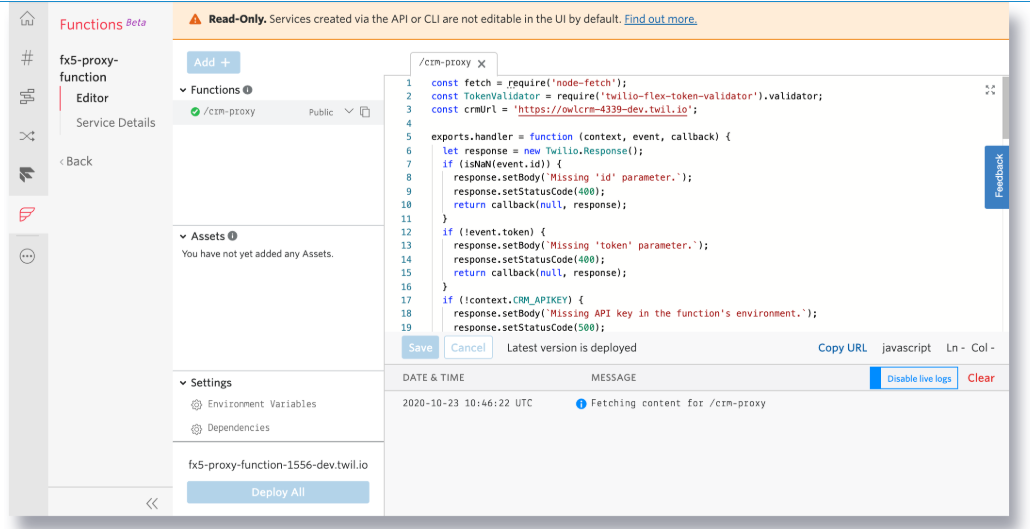 Functions Beta
Read-Only. Services created via the API or CLI are not editable in the UI by default. Find out more.
fx5-proxy-
function
Editor
Service Details
Back
Add +
Functions
/crm-proxy
Public
Assets
You have not yet added any Assets.
Settings
Environment Variables
Dependencies
fx5-proxy-function-1556-dev.twil.io
Deploy All
/crm-proxy
1 const fetch = require('node-fetch');
2 const TokenValidator = require('twilio-flex-token-validator').validator;
3 const crmUrl = 'https://owlcrm-4339-dev.twil.io';
4
5 exports.handler = function (context, event, callback) {
6 let response = new Twilio.Response();
7 if (isNaN(event.id)) {
8 response.setBody(`Missing 'id' parameter.`);
9 response.setStatusCode(400);
10 return callback(null, response);
11 }
12 if (!event.token) {
13 response.setBody(`Missing 'token' parameter.`);
14 response.setStatusCode(400);
15 return callback(null, response);
16 }
17 if (!context.CRM_APIKEY) {
18 response.setBody(`Missing API key in the function's environment.`);
19 response.setStatusCode(500);
Feedback
Save Cancel Latest version is deployed Copy URL javascript Ln - Col -
DATE & TIME MESSAGE Disable live logs Clear
2020-10-23 10:46:22 UTC Fetching content for /crm-proxy